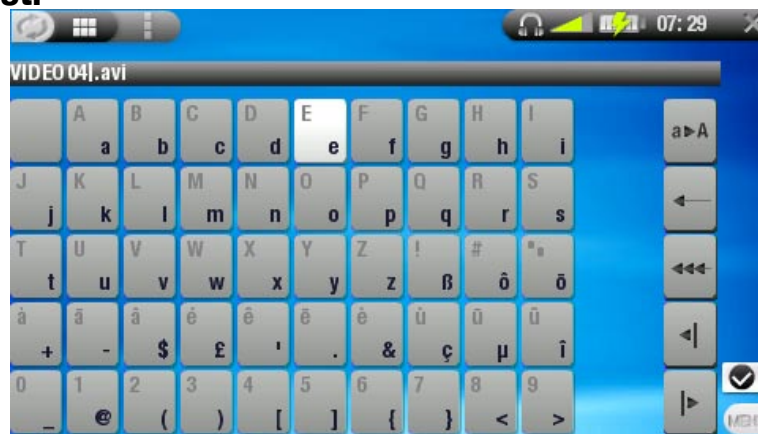 07:29
VIDEO 04|.avi
A B C D E F G H I
a b c d e f g h i
a▸A
J K L M N O P Q R S
j k l m n o p q r s
T U V W X Y Z ! # "
t u v w x y z ß ô
à é ê è ù
+ - $ £ ' . & ç µ î
0 1 2 3 4 5 6 7 8 9
_ @ ( ) [ ] { } < >